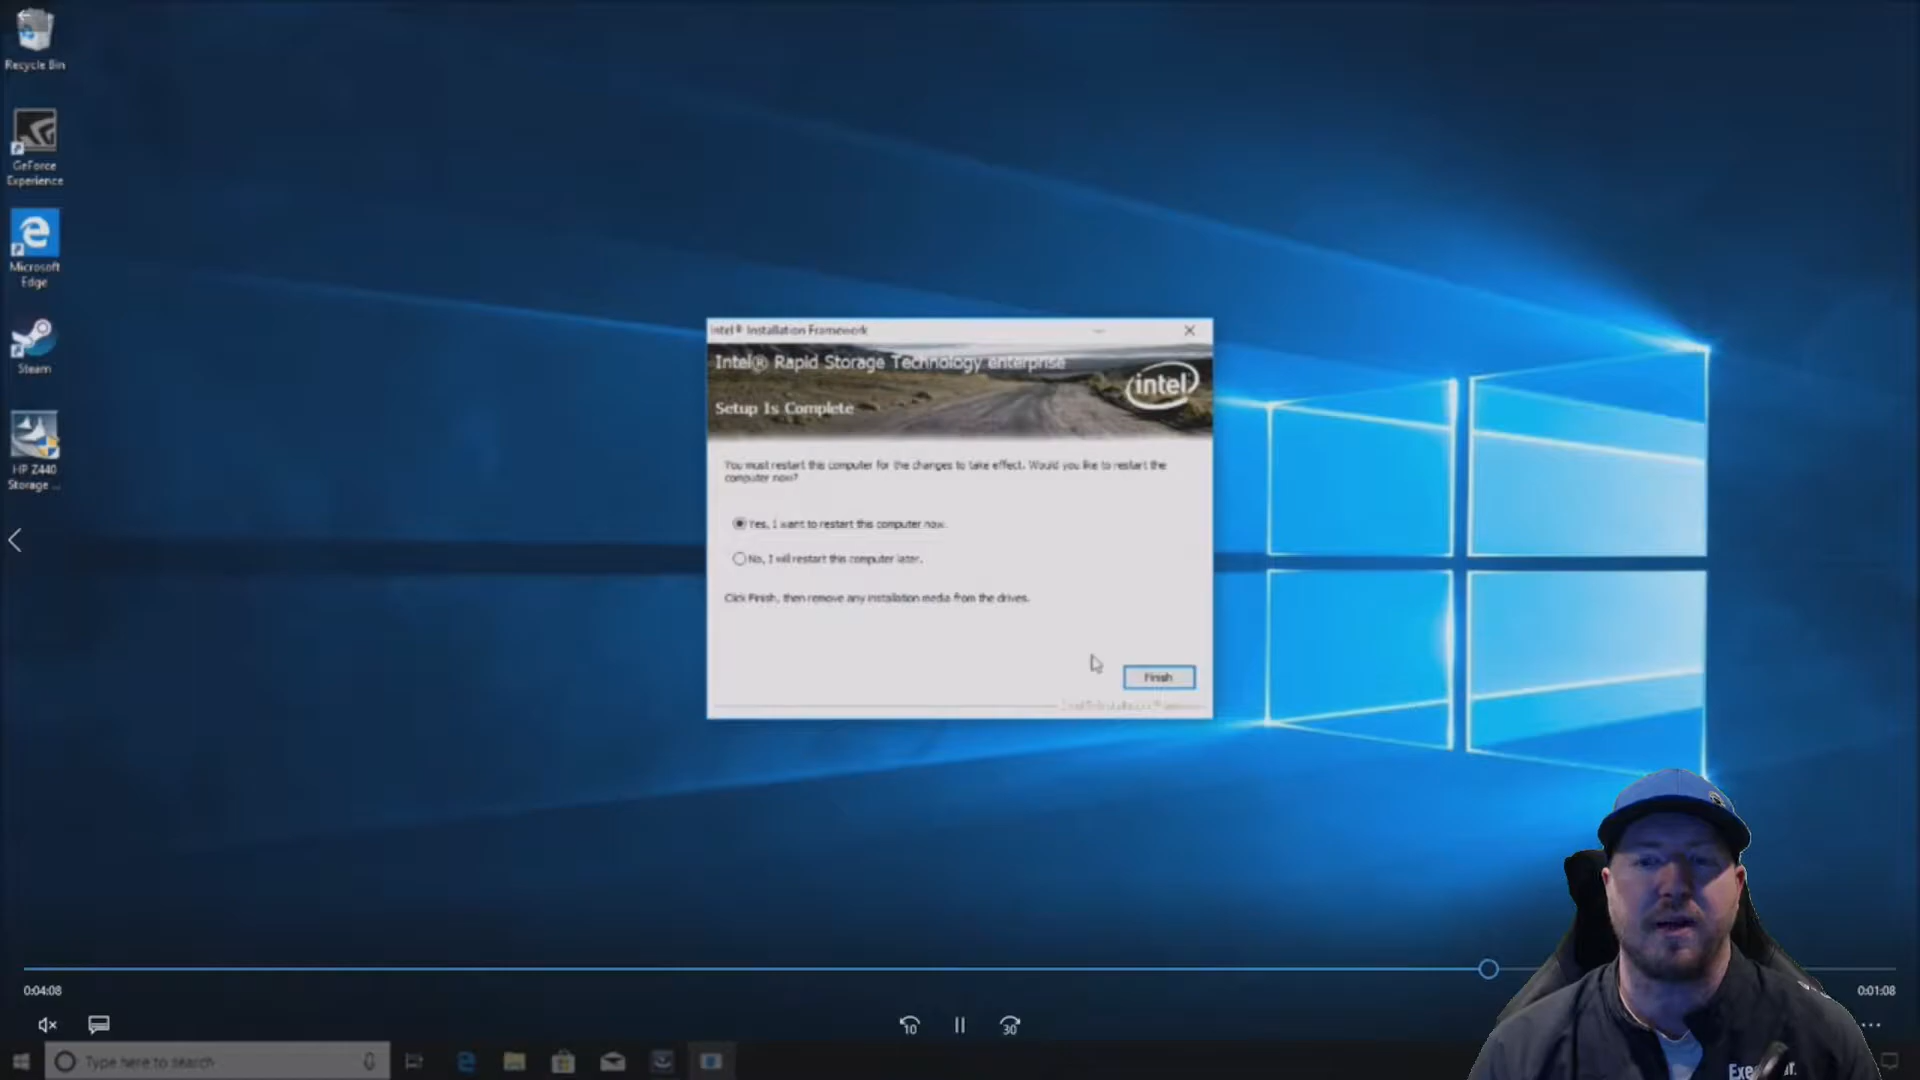 Recycle Bin
GeForce
Experience
Microsoft
Edge
Steam
HP Z440
Storage ...
Intel® Installation Framework
Intel® Rapid Storage Technology enterprise
intel
Setup Is Complete
You must restart this computer for the changes to take effect. Would you like to restart the
computer now?
Yes, I want to restart this computer now.
No, I will restart this computer later.
Click Finish, then remove any installation media from the drives.
Finish
0:04:08
0:01:08
10
30
Type here to search